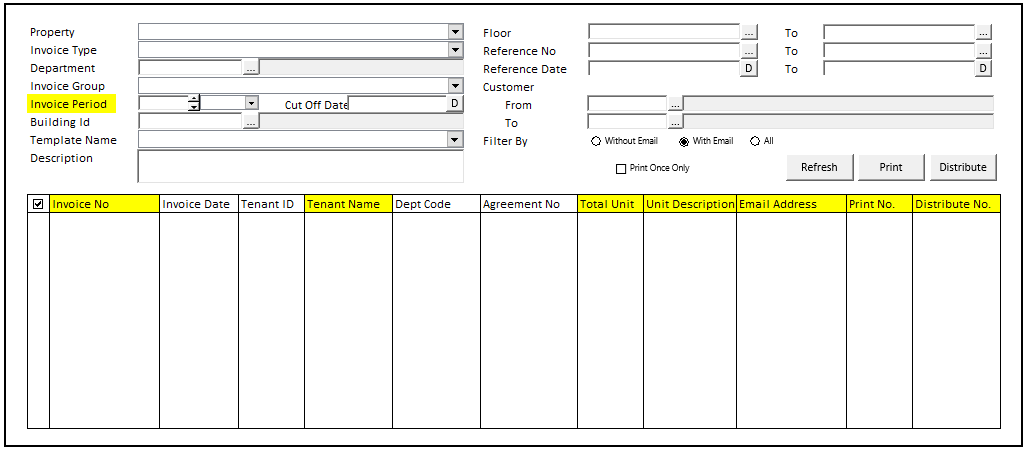 Property
Invoice Type
Department ...
Invoice Group
Invoice Period Cut Off Date D
Building Id ...
Template Name
Description
Floor ... To ...
Reference No ... To ...
Reference Date D To D
Customer
From ...
To ...
Filter By Without Email With Email All
Print Once Only Refresh Print Distribute
Invoice No Invoice Date Tenant ID Tenant Name Dept Code Agreement No Total Unit Unit Description Email Address Print No. Distribute No.